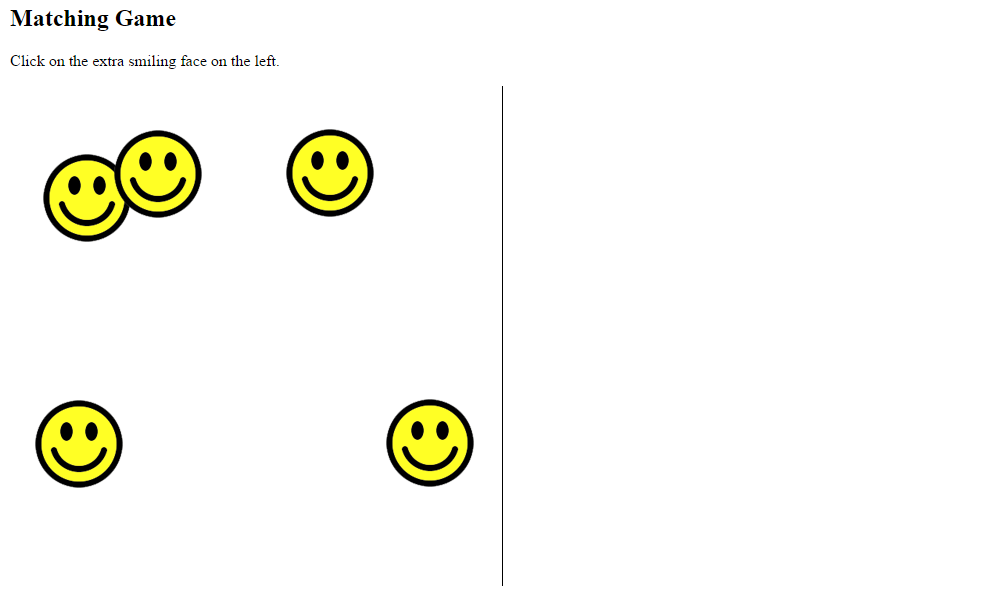 Matching Game
Click on the extra smiling face on the left.